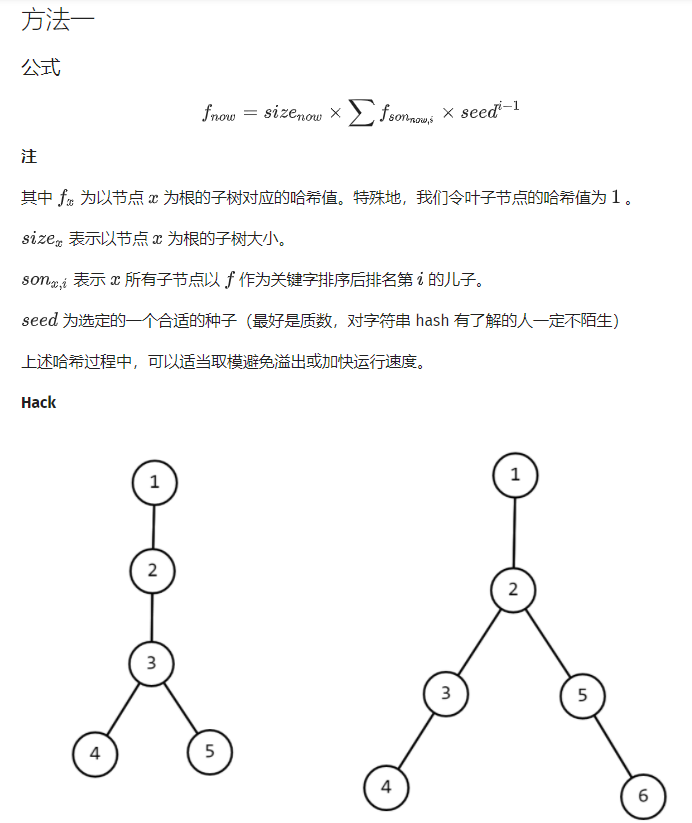 方法一
公式
f_{now} = size_{now} × ∑ f_{son_{now,i}} × seed^{i−1}
注
其中 f_x 为以节点 x 为根的子树对应的哈希值。特殊地，我们令叶子节点的哈希值为 1 。
size_x 表示以节点 x 为根的子树大小。
son_{x,i} 表示 x 所有子节点以 f 作为关键字排序后排名第 i 的儿子。
seed 为选定的一个合适的种子（最好是质数，对字符串 hash 有了解的人一定不陌生）
上述哈希过程中，可以适当取模避免溢出或加快运行速度。
Hack
1
2
3
4 5
1
2
3 5
4 6